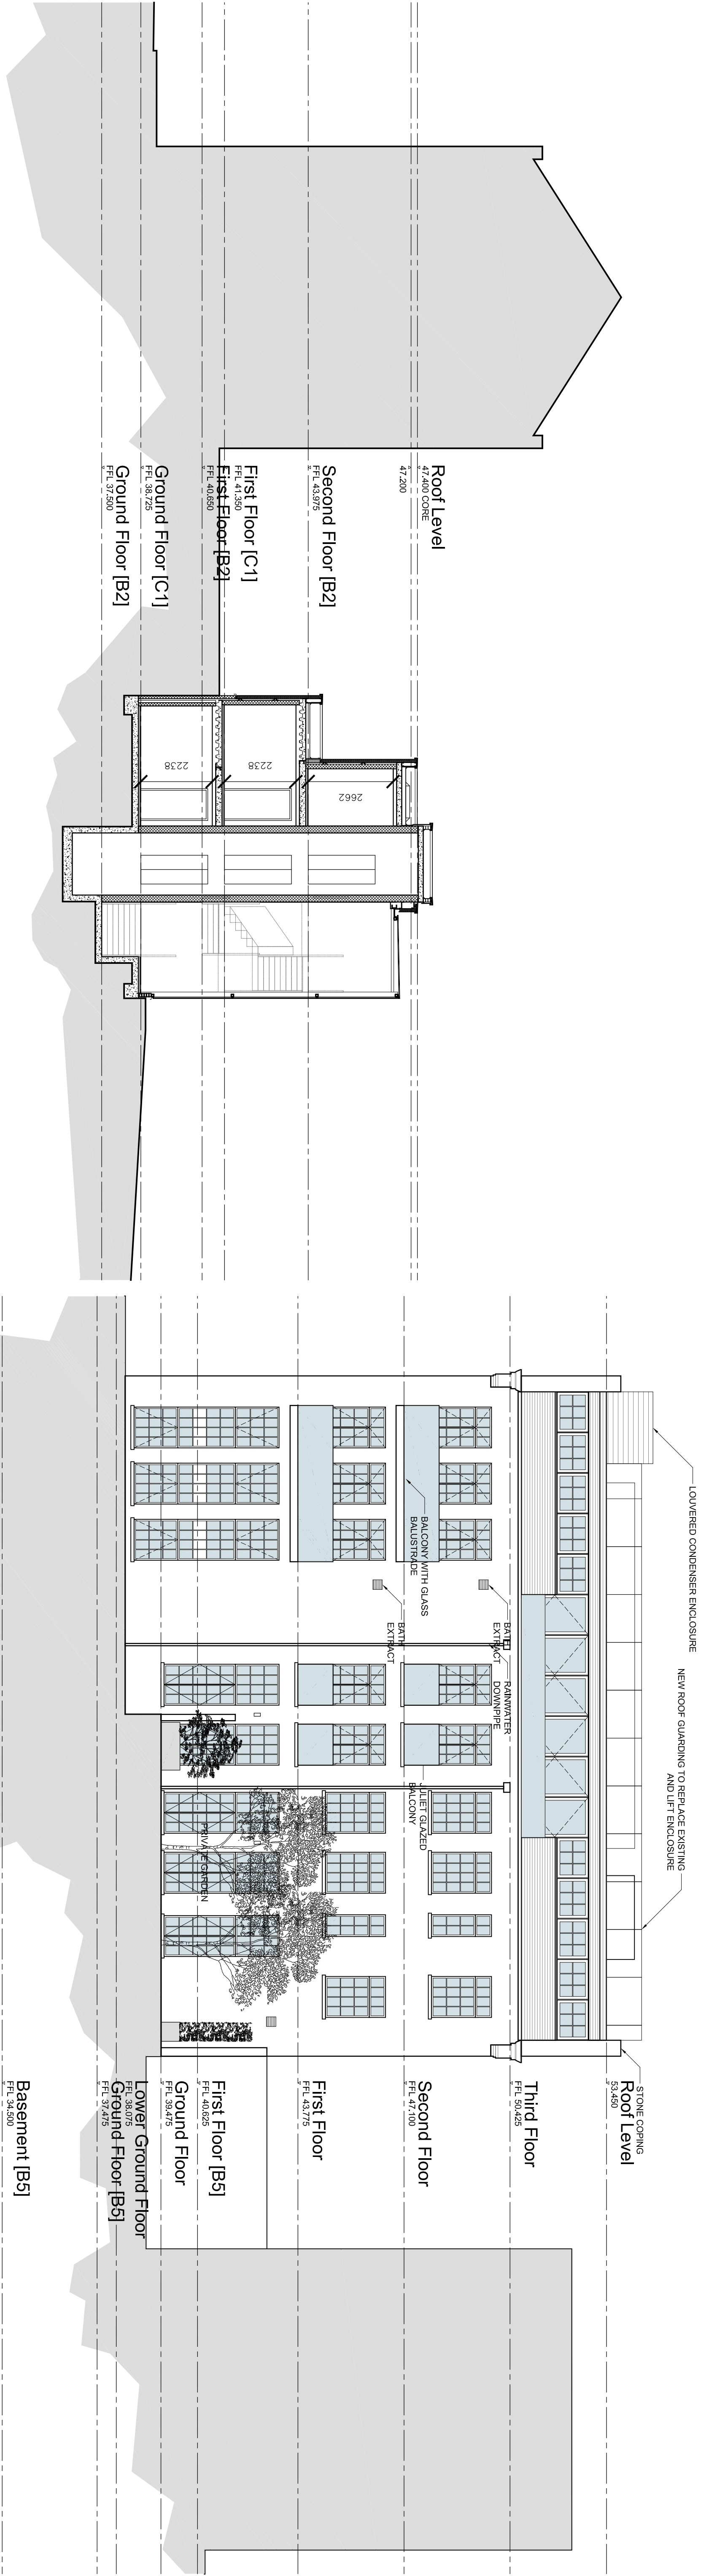 Roof Level
47.400 CORE
47.200
Second Floor [B2]
FFL 43.975
First Floor [C1]
FFL 41.350
First Floor [B2]
FFL 40.650
Ground Floor [C1]
FFL 38.725
Ground Floor [B2]
FFL 37.500
2238
2238
2662
LOUVERED CONDENSER ENCLOSURE
NEW ROOF GUARDING TO REPLACE EXISTING
AND LIFT ENCLOSURE
BALCONY WITH GLASS
BALUSTRADE
BATH
EXTRACT
BATH
EXTRACT
RAINWATER
DOWNPIPE
JULIET GLAZED
BALCONY
PRIVATE GARDEN
STONE COPING
Roof Level
53.450
Third Floor
FFL 50.425
Second Floor
FFL 47.100
First Floor
FFL 43.775
First Floor [B5]
FFL 40.625
Ground Floor
FFL 39.475
Lower Ground Floor
FFL 38.075
Ground Floor [B5]
FFL 37.475
Basement [B5]
FFL 34.500